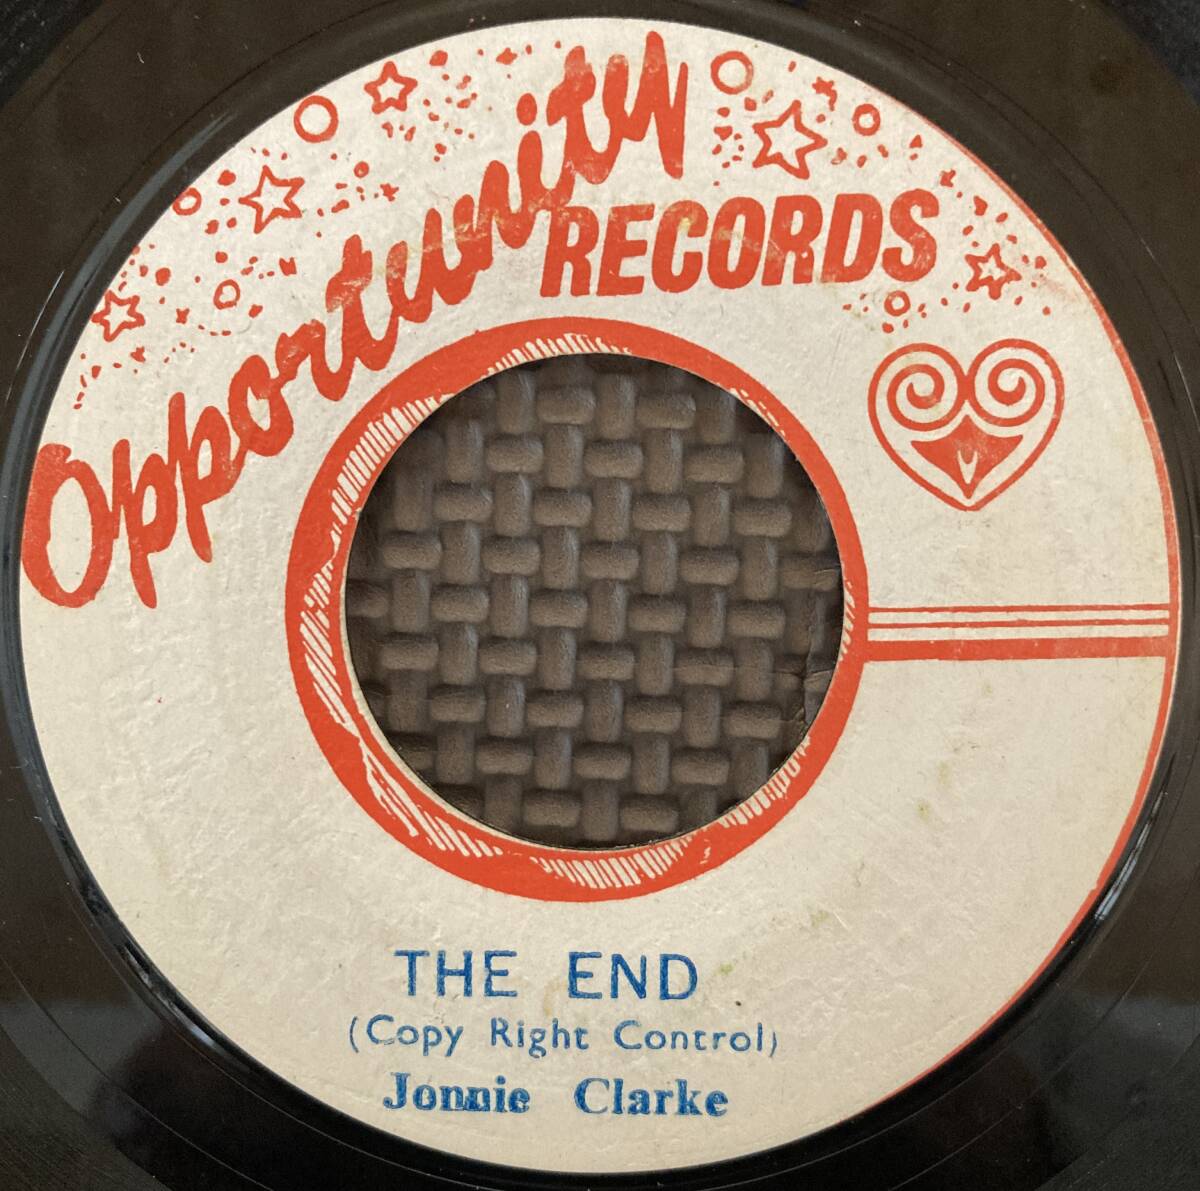 Opportunity
RECORDS
THE END
(Copy Right Control)
Jonnie Clarke